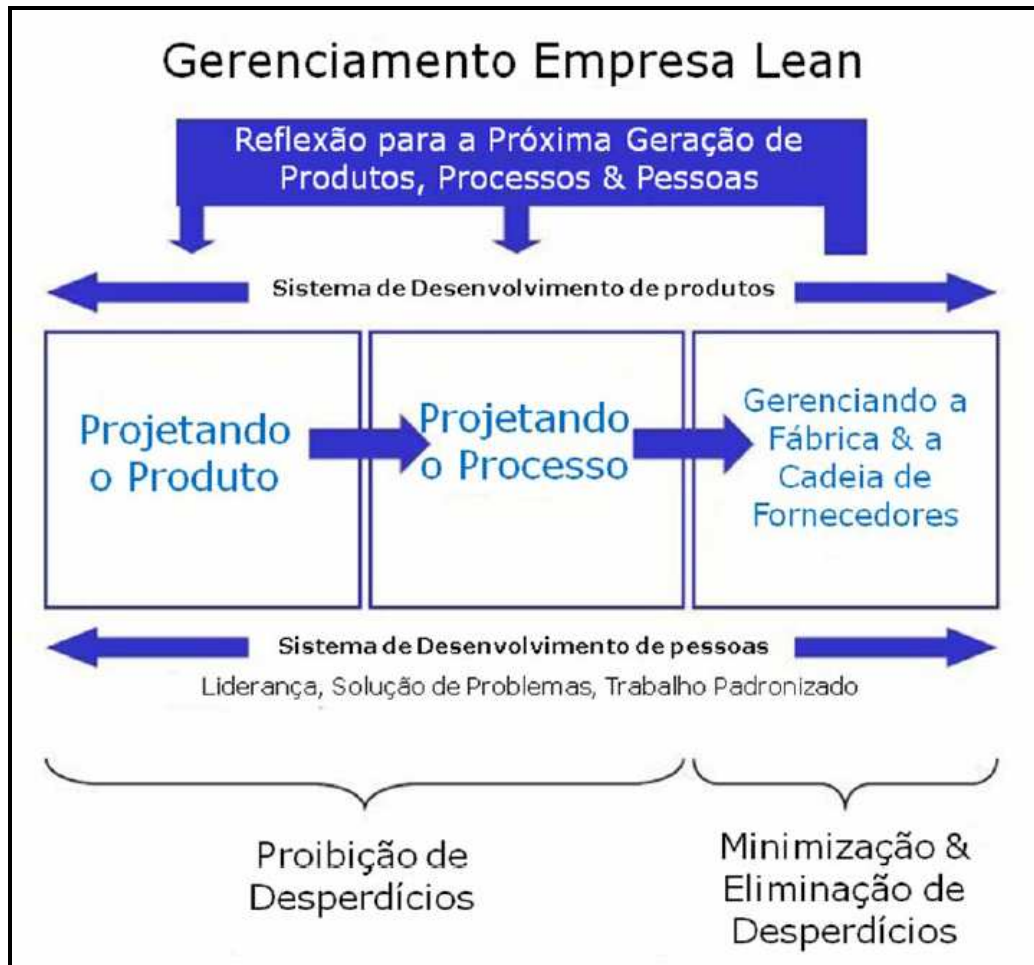 Gerenciamento Empresa Lean
Reflexão para a Próxima Geração de
Produtos, Processos & Pessoas
Sistema de Desenvolvimento de produtos
Projetando
o Produto
Projetando
o Processo
Gerenciando a
Fábrica & a
Cadeia de
Fornecedores
Sistema de Desenvolvimento de pessoas
Liderança, Solução de Problemas, Trabalho Padronizado
Proibição de
Desperdícios
Minimização &
Eliminação de
Desperdícios